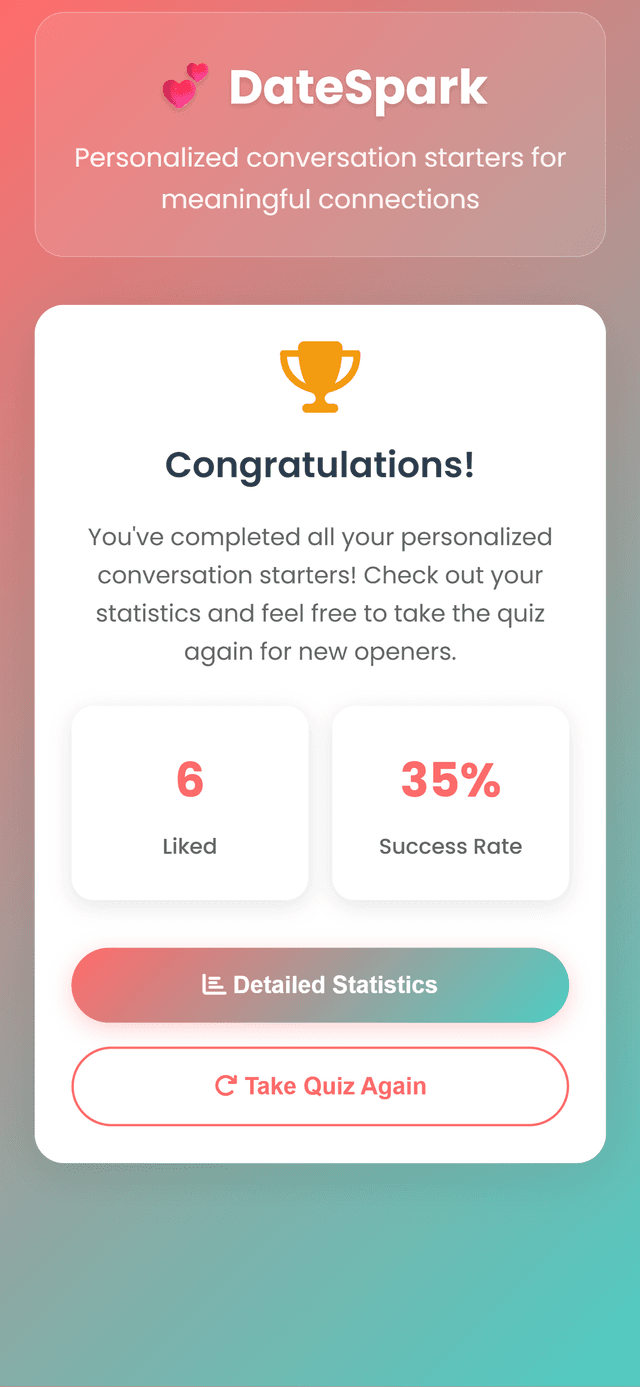 DateSpark
Personalized conversation starters for
meaningful connections
Congratulations!
You've completed all your personalized
conversation starters! Check out your
statistics and feel free to take the quiz
again for new openers.
6
Liked
35%
Success Rate
Detailed Statistics
Take Quiz Again